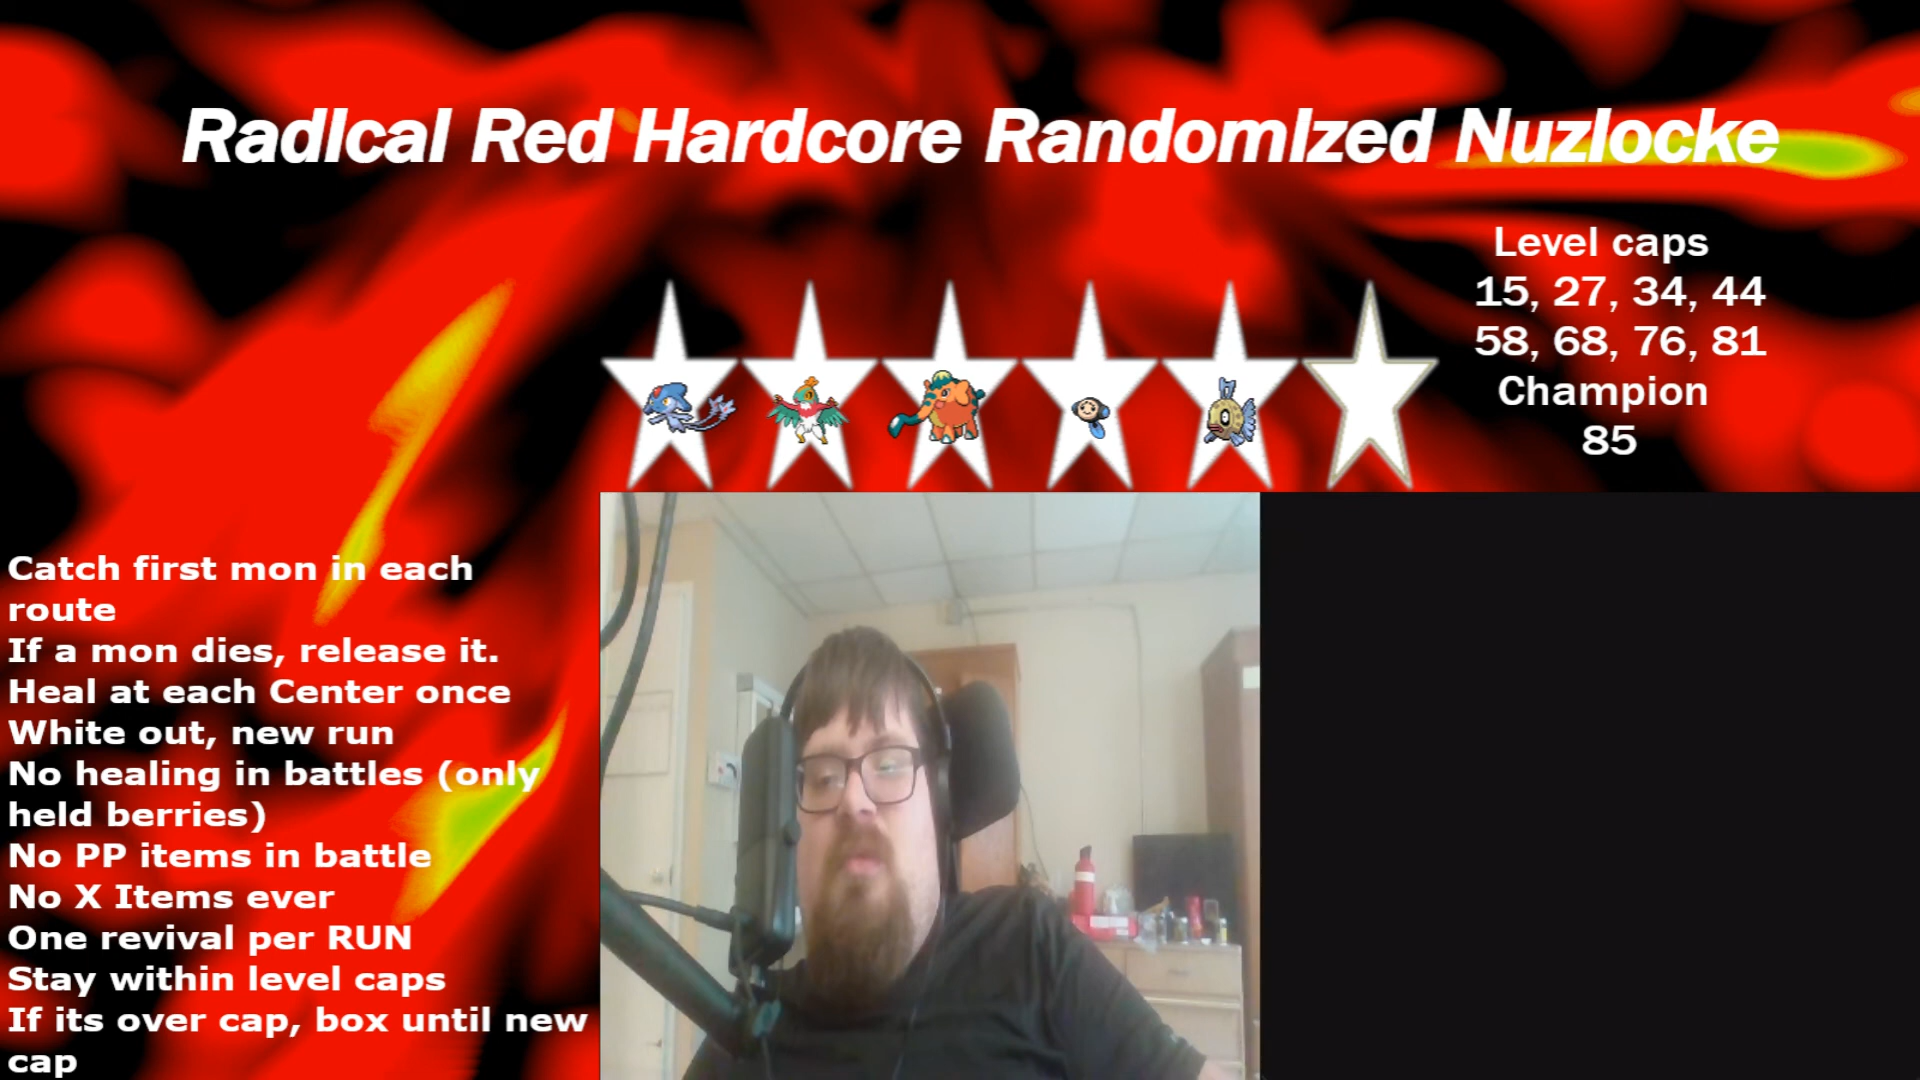 RadIcal Red Hardcore RandomIzed Nuzlocke
Level caps
15, 27, 34, 44
58, 68, 76, 81
Champion
85
Catch first mon in each
route
If a mon dies, release it.
Heal at each Center once
White out, new run
No healing in battles (only
held berries)
No PP items in battle
No X Items ever
One revival per RUN
Stay within level caps
If its over cap, box until new
cap